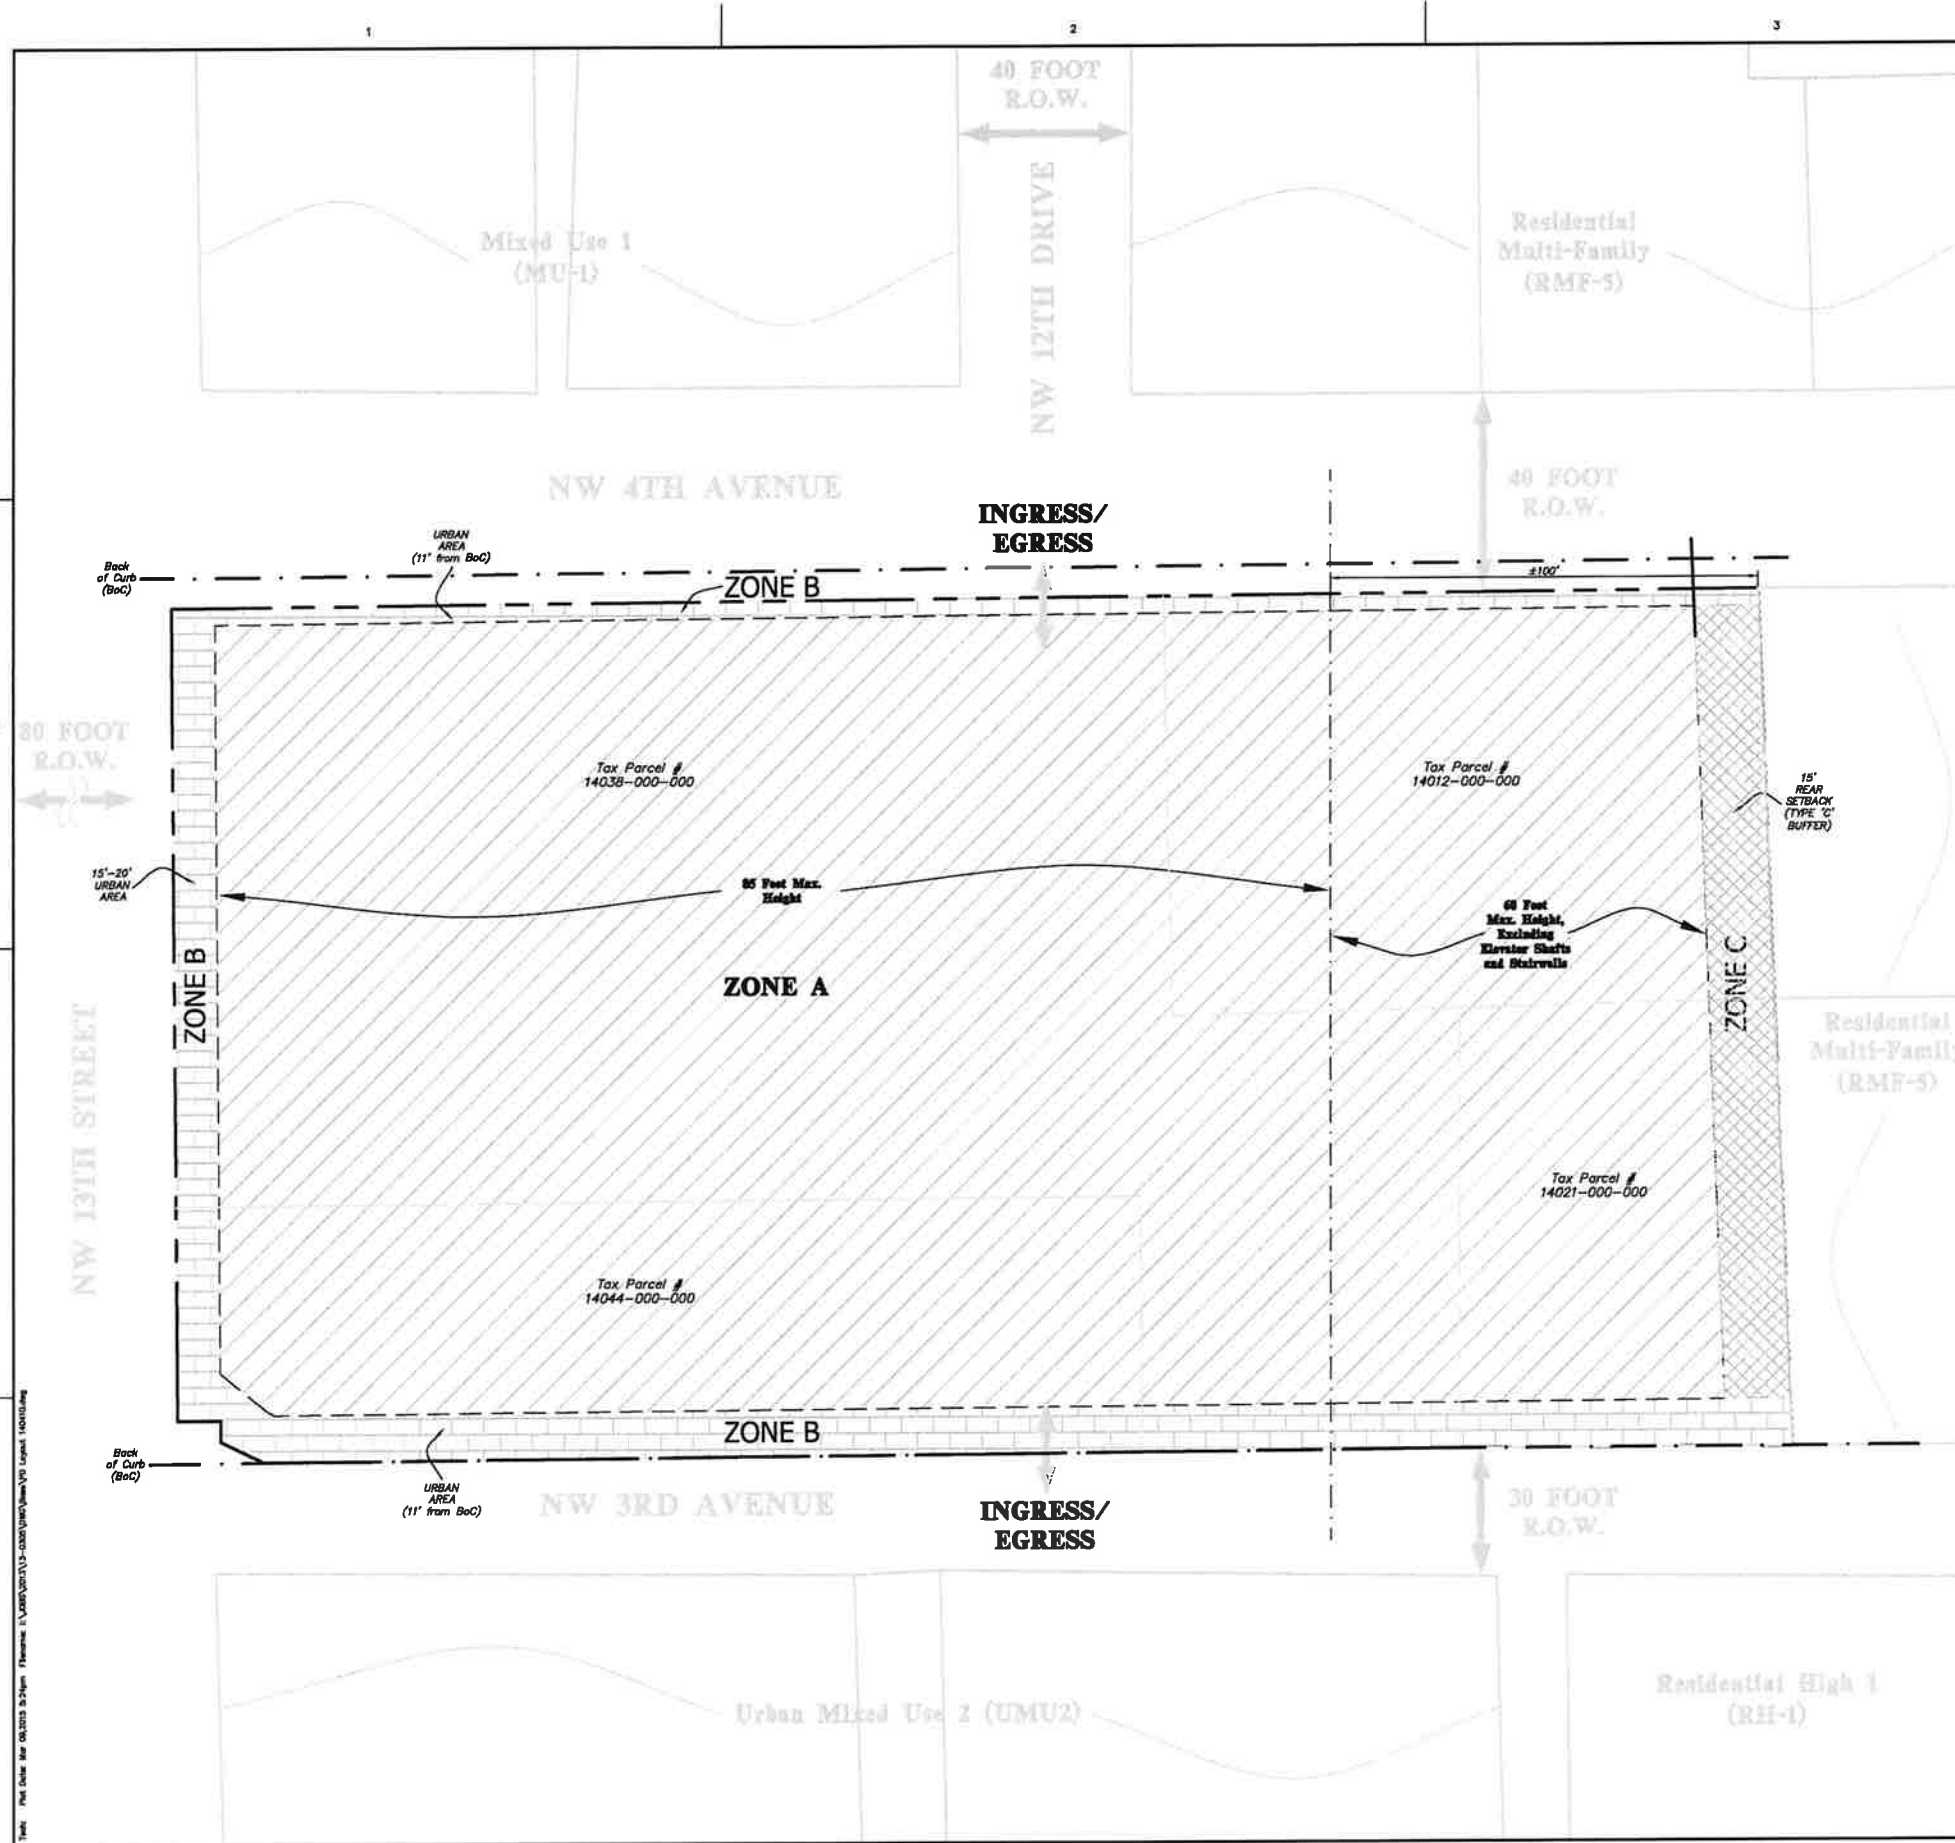 1
2
3
40 FOOT
R.O.W.
NW 12TH DRIVE
Mixed Use 1
(MU-1)
Residential
Multi-Family
(RMF-5)
NW 4TH AVENUE
40 FOOT
R.O.W.
INGRESS/
EGRESS
URBAN
AREA
(11' from BoC)
Back
of Curb
(BoC)
ZONE B
±100'
80 FOOT
R.O.W.
Tax Parcel #
14038-000-000
Tax Parcel #
14012-000-000
15'
REAR
SETBACK
(TYPE 'C'
BUFFER)
15'-20'
URBAN
AREA
85 Feet Max.
Height
60 Feet
Max. Height,
Excluding
Elevator Shafts
and Stairwells
ZONE B
ZONE A
ZONE C
NW 13TH STREET
Residential
Multi-Family
(RMF-5)
Tax Parcel #
14021-000-000
Tax Parcel #
14044-000-000
ZONE B
Back
of Curb
(BoC)
URBAN
AREA
(11' from BoC)
NW 3RD AVENUE
INGRESS/
EGRESS
30 FOOT
R.O.W.
Urban Mixed Use 2 (UMU2)
Residential High 1
(RH-1)